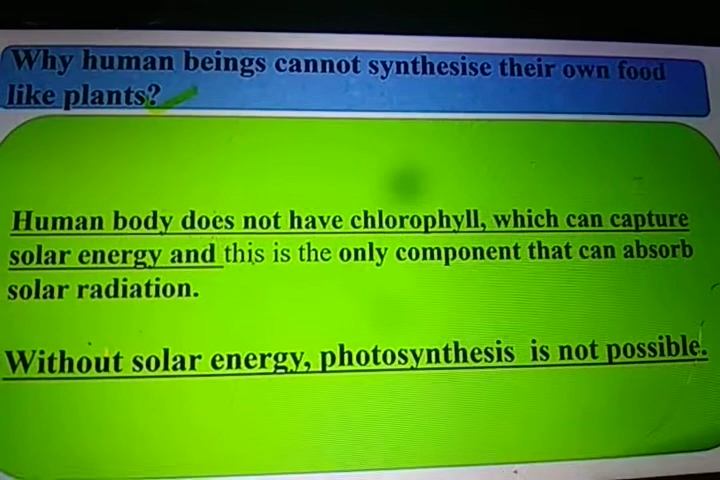 Why human beings cannot synthesise their own food
like plants?
Human body does not have chlorophyll, which can capture
solar energy and this is the only component that can absorb
solar radiation.
Without solar energy, photosynthesis is not possible.